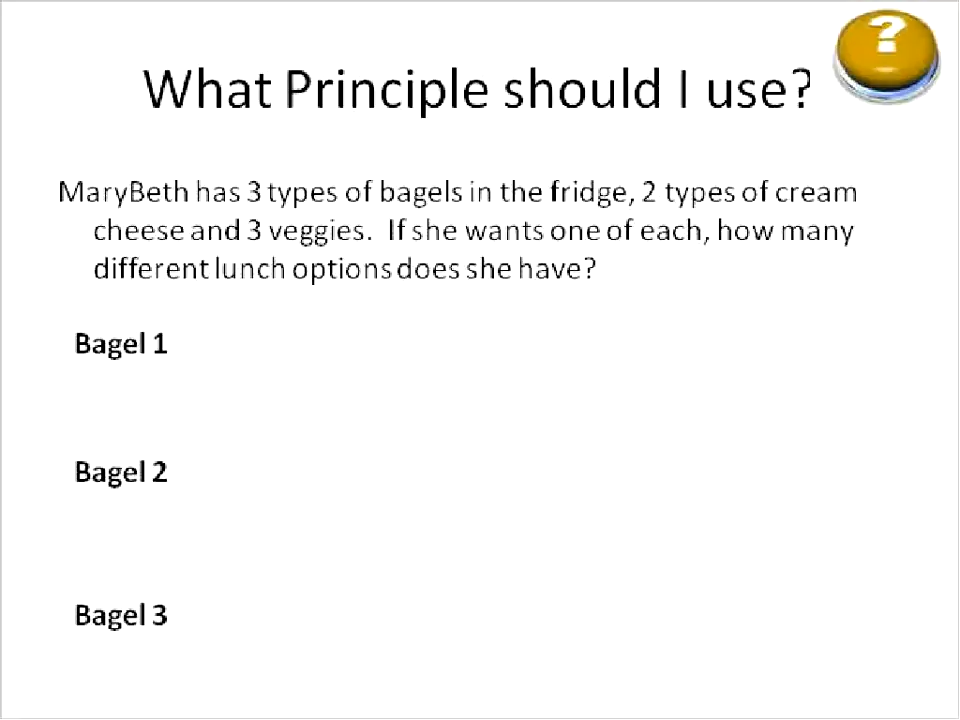 ?
What Principle should I use?
MaryBeth has 3 types of bagels in the fridge, 2 types of cream
cheese and 3 veggies. If she wants one of each, how many
different lunch options does she have?
Bagel 1
Bagel 2
Bagel 3